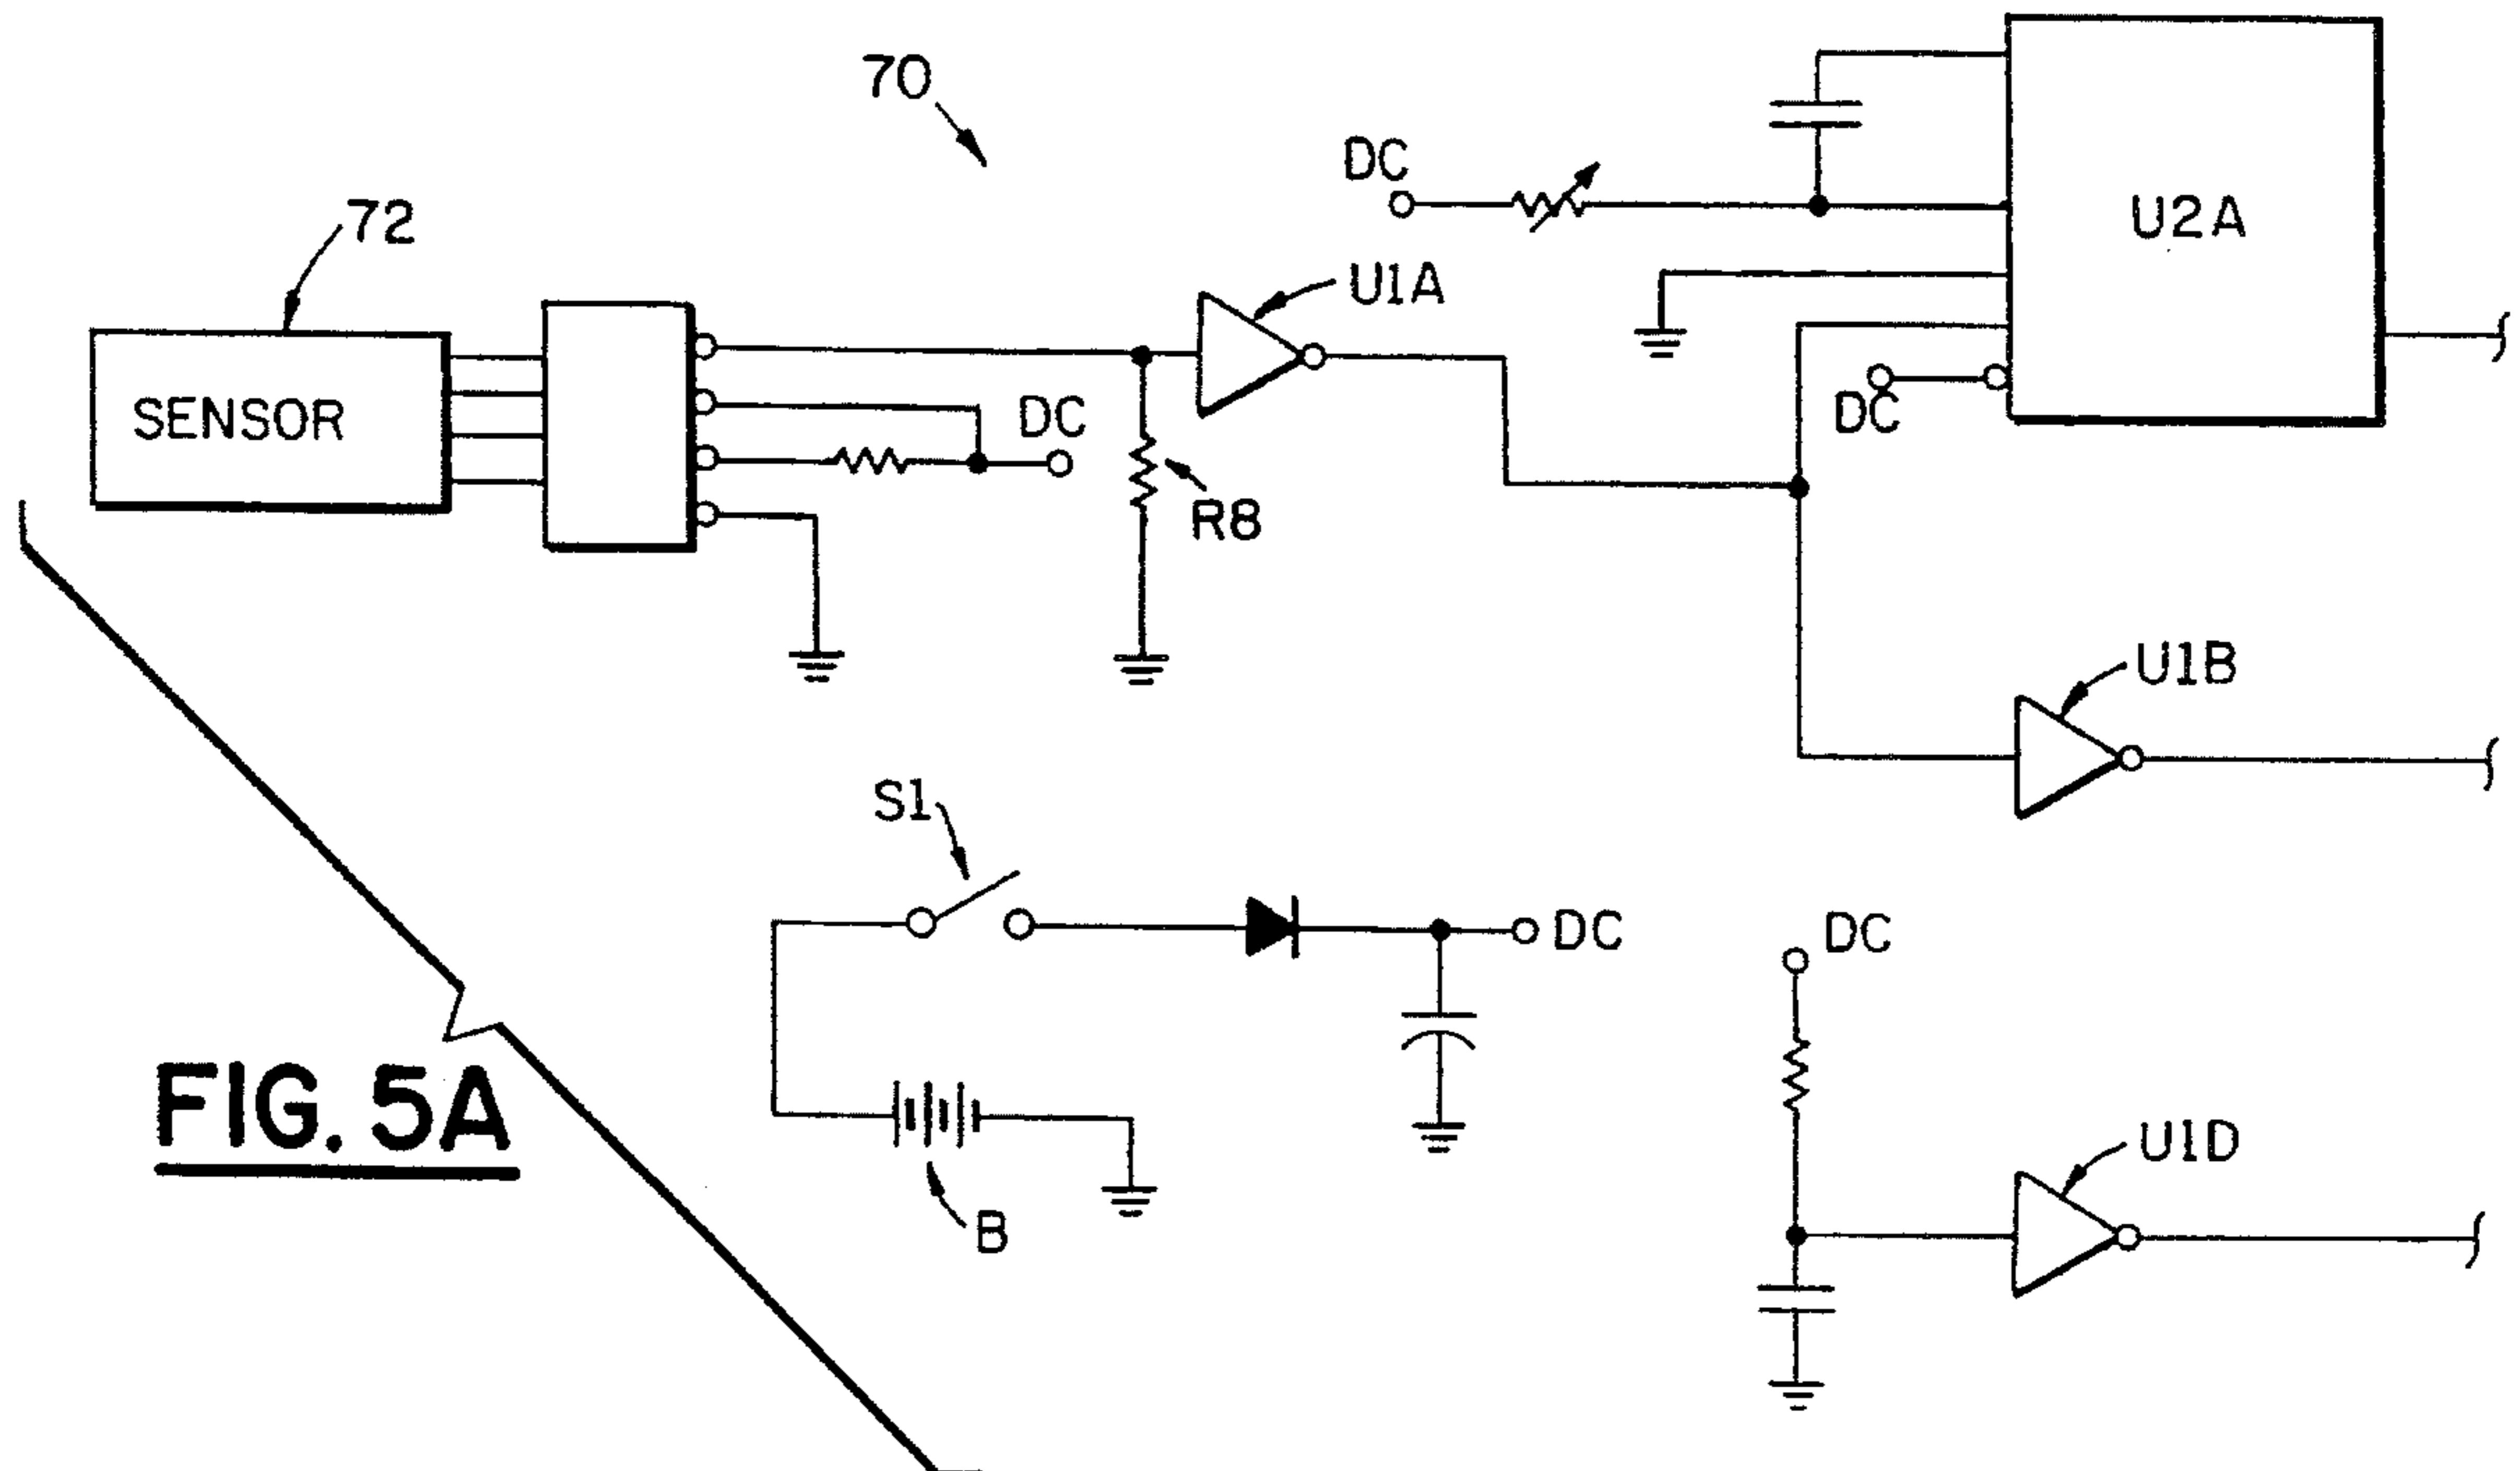 70
DC
U2A
72
U1A
SENSOR
DC
DC
R8
U1B
S1
DC
DC
FIG. 5A
U1D
B